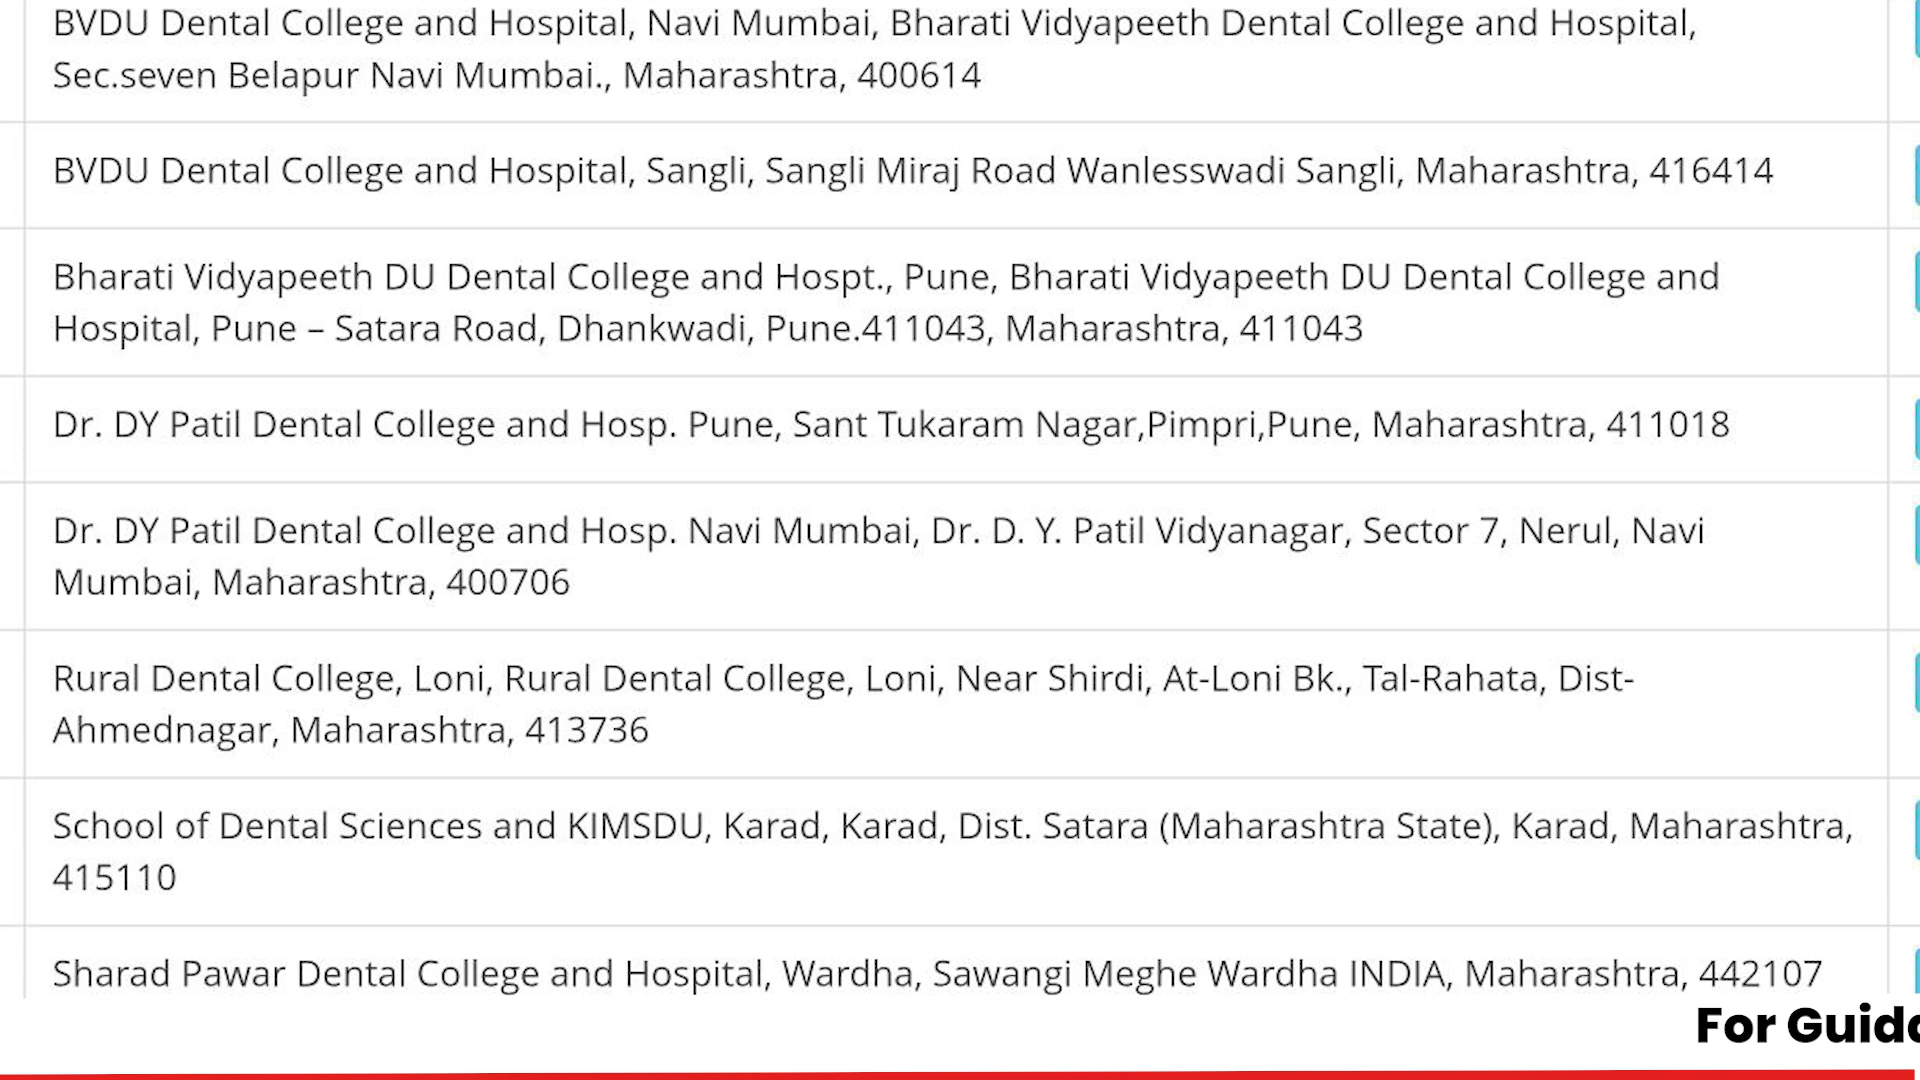 BVDU Dental College and Hospital, Navi Mumbai, Bharati Vidyapeeth Dental College and Hospital,
Sec.seven Belapur Navi Mumbai., Maharashtra, 400614
BVDU Dental College and Hospital, Sangli, Sangli Miraj Road Wanlesswadi Sangli, Maharashtra, 416414
Bharati Vidyapeeth DU Dental College and Hospt., Pune, Bharati Vidyapeeth DU Dental College and
Hospital, Pune – Satara Road, Dhankwadi, Pune.411043, Maharashtra, 411043
Dr. DY Patil Dental College and Hosp. Pune, Sant Tukaram Nagar,Pimpri,Pune, Maharashtra, 411018
Dr. DY Patil Dental College and Hosp. Navi Mumbai, Dr. D. Y. Patil Vidyanagar, Sector 7, Nerul, Navi
Mumbai, Maharashtra, 400706
Rural Dental College, Loni, Rural Dental College, Loni, Near Shirdi, At-Loni Bk., Tal-Rahata, Dist-
Ahmednagar, Maharashtra, 413736
School of Dental Sciences and KIMSDU, Karad, Karad, Dist. Satara (Maharashtra State), Karad, Maharashtra,
415110
Sharad Pawar Dental College and Hospital, Wardha, Sawangi Meghe Wardha INDIA, Maharashtra, 442107
For